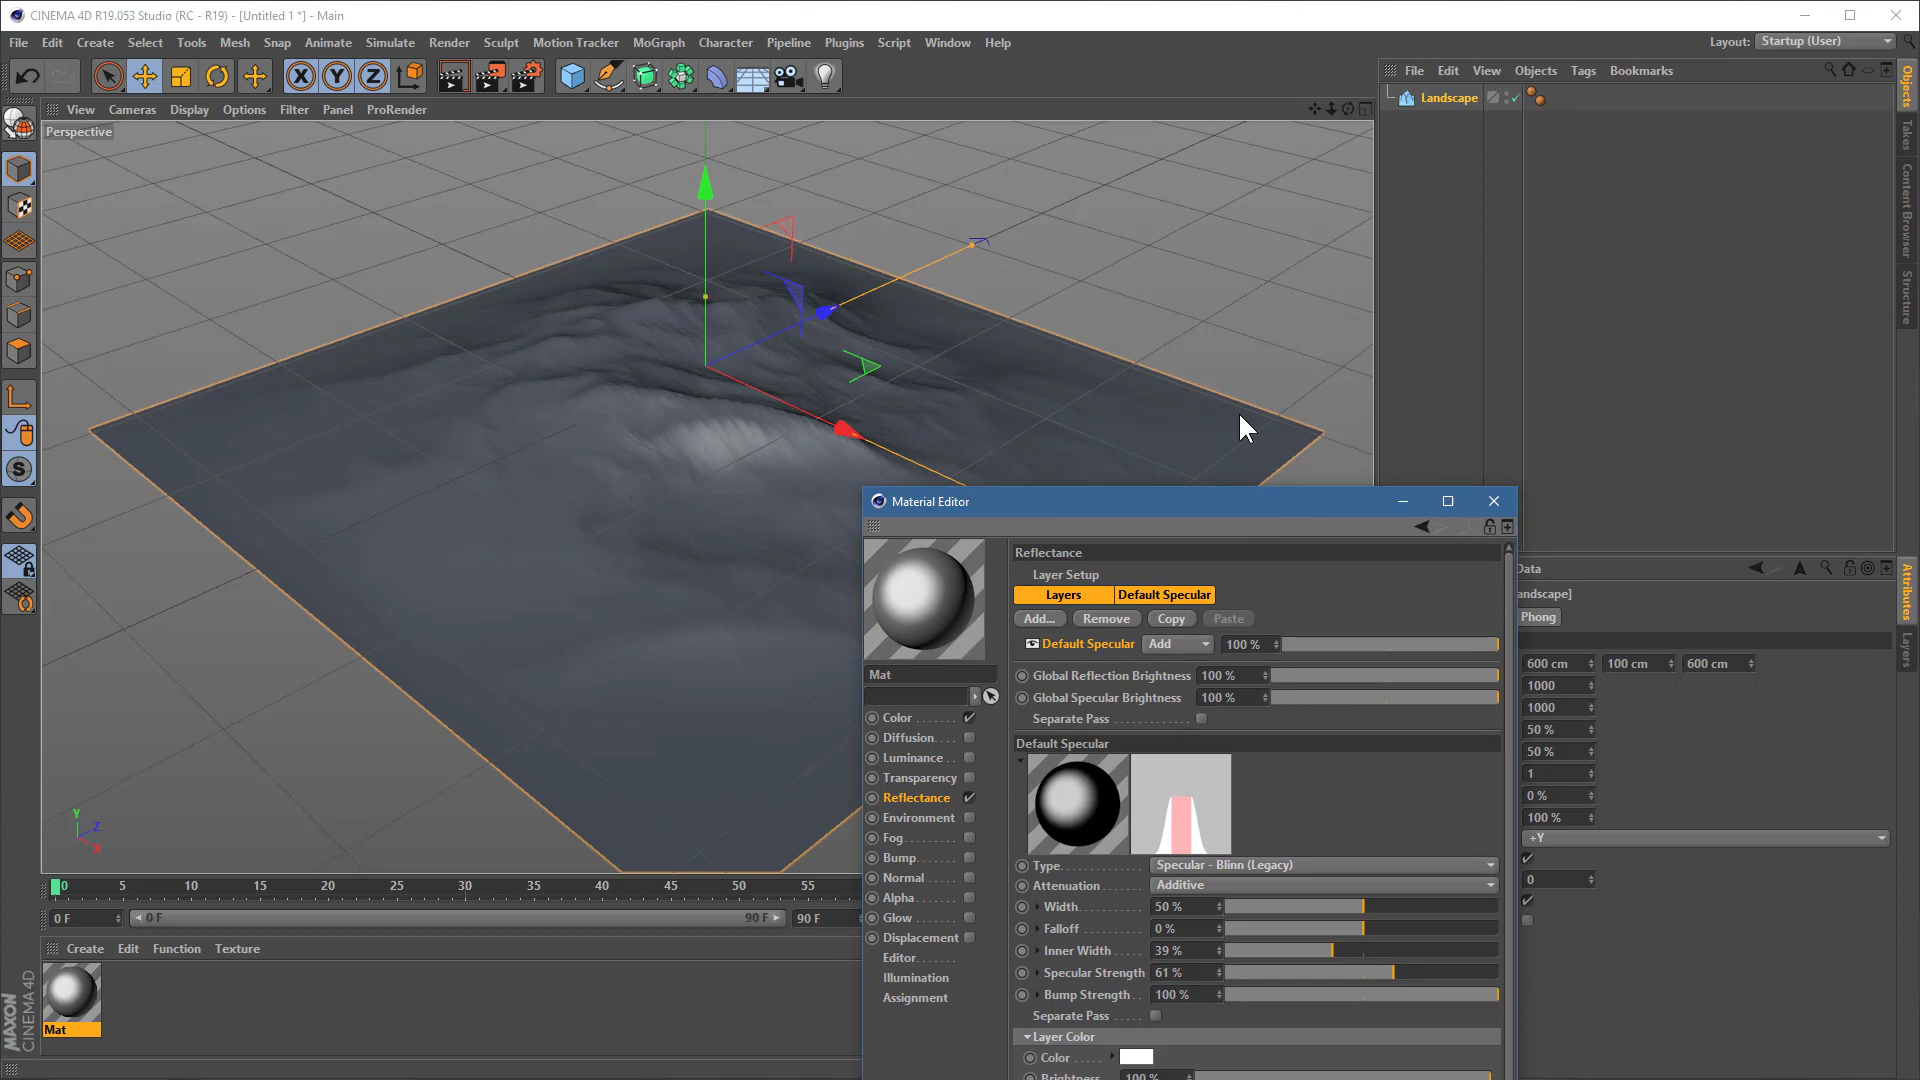 CINEMA 4D R19.053 Studio (RC - R19) - [Untitled 1 *] - Main
File Edit Create Select Tools Mesh Snap Animate Simulate Render Sculpt Motion Tracker MoGraph Character Pipeline Plugins Script Window Help
Layout: Startup (User)
X Y Z
File Edit View Objects Tags Bookmarks
Landscape
Objects
Takes
Content Browser
Structure
View Cameras Display Options Filter Panel ProRender
Perspective
Material Editor
Reflectance
Layer Setup
Layers Default Specular
Add... Remove Copy Paste
Default Specular Add 100 %
Global Reflection Brightness 100 %
Global Specular Brightness 100 %
Separate Pass
Default Specular
Type Specular - Blinn (Legacy)
Attenuation Additive
Width 50 %
Falloff 0 %
Inner Width 39 %
Specular Strength 61 %
Bump Strength 100 %
Separate Pass
Layer Color
Color
Brightness 100 %
Mat
Color
Diffusion
Luminance
Transparency
Reflectance
Environment
Fog
Bump
Normal
Alpha
Glow
Displacement
Editor
Illumination
Assignment
Data
andscape]
Phong
600 cm 100 cm 600 cm
1000
1000
50 %
50 %
1
0 %
100 %
+Y
0
Attributes
Layers
Y Z X
0 5 10 15 20 25 30 35 40 45 50 55
0 F 0 F 90 F 90 F
Create Edit Function Texture
Mat
MAXON
CINEMA 4D